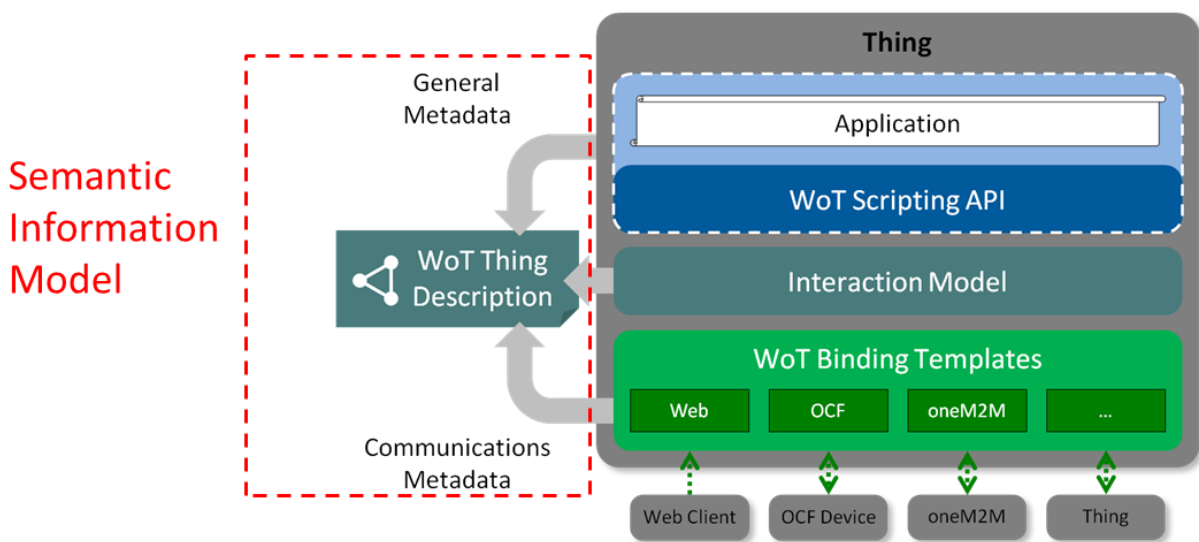 Thing
General
Metadata
Application
Semantic
Information
Model
WoT Scripting API
WoT Thing
Description
Interaction Model
WoT Binding Templates
Web
OCF
oneM2M
...
Communications
Metadata
Web Client
OCF Device
oneM2M
Thing